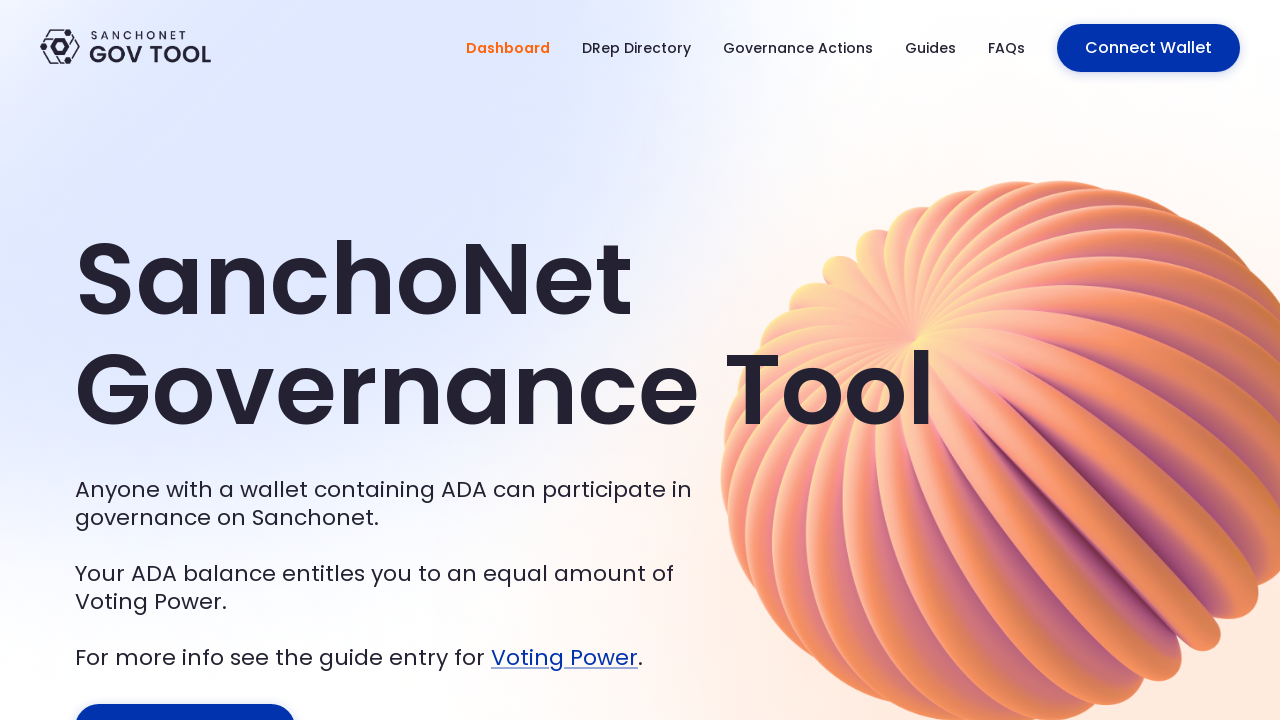 SANCHONET
GOV TOOL
Dashboard
DRep Directory
Governance Actions
Guides
FAQs
Connect Wallet
SanchoNet
Governance Tool
Anyone with a wallet containing ADA can participate in
governance on Sanchonet.
Your ADA balance entitles you to an equal amount of
Voting Power.
For more info see the guide entry for Voting Power.